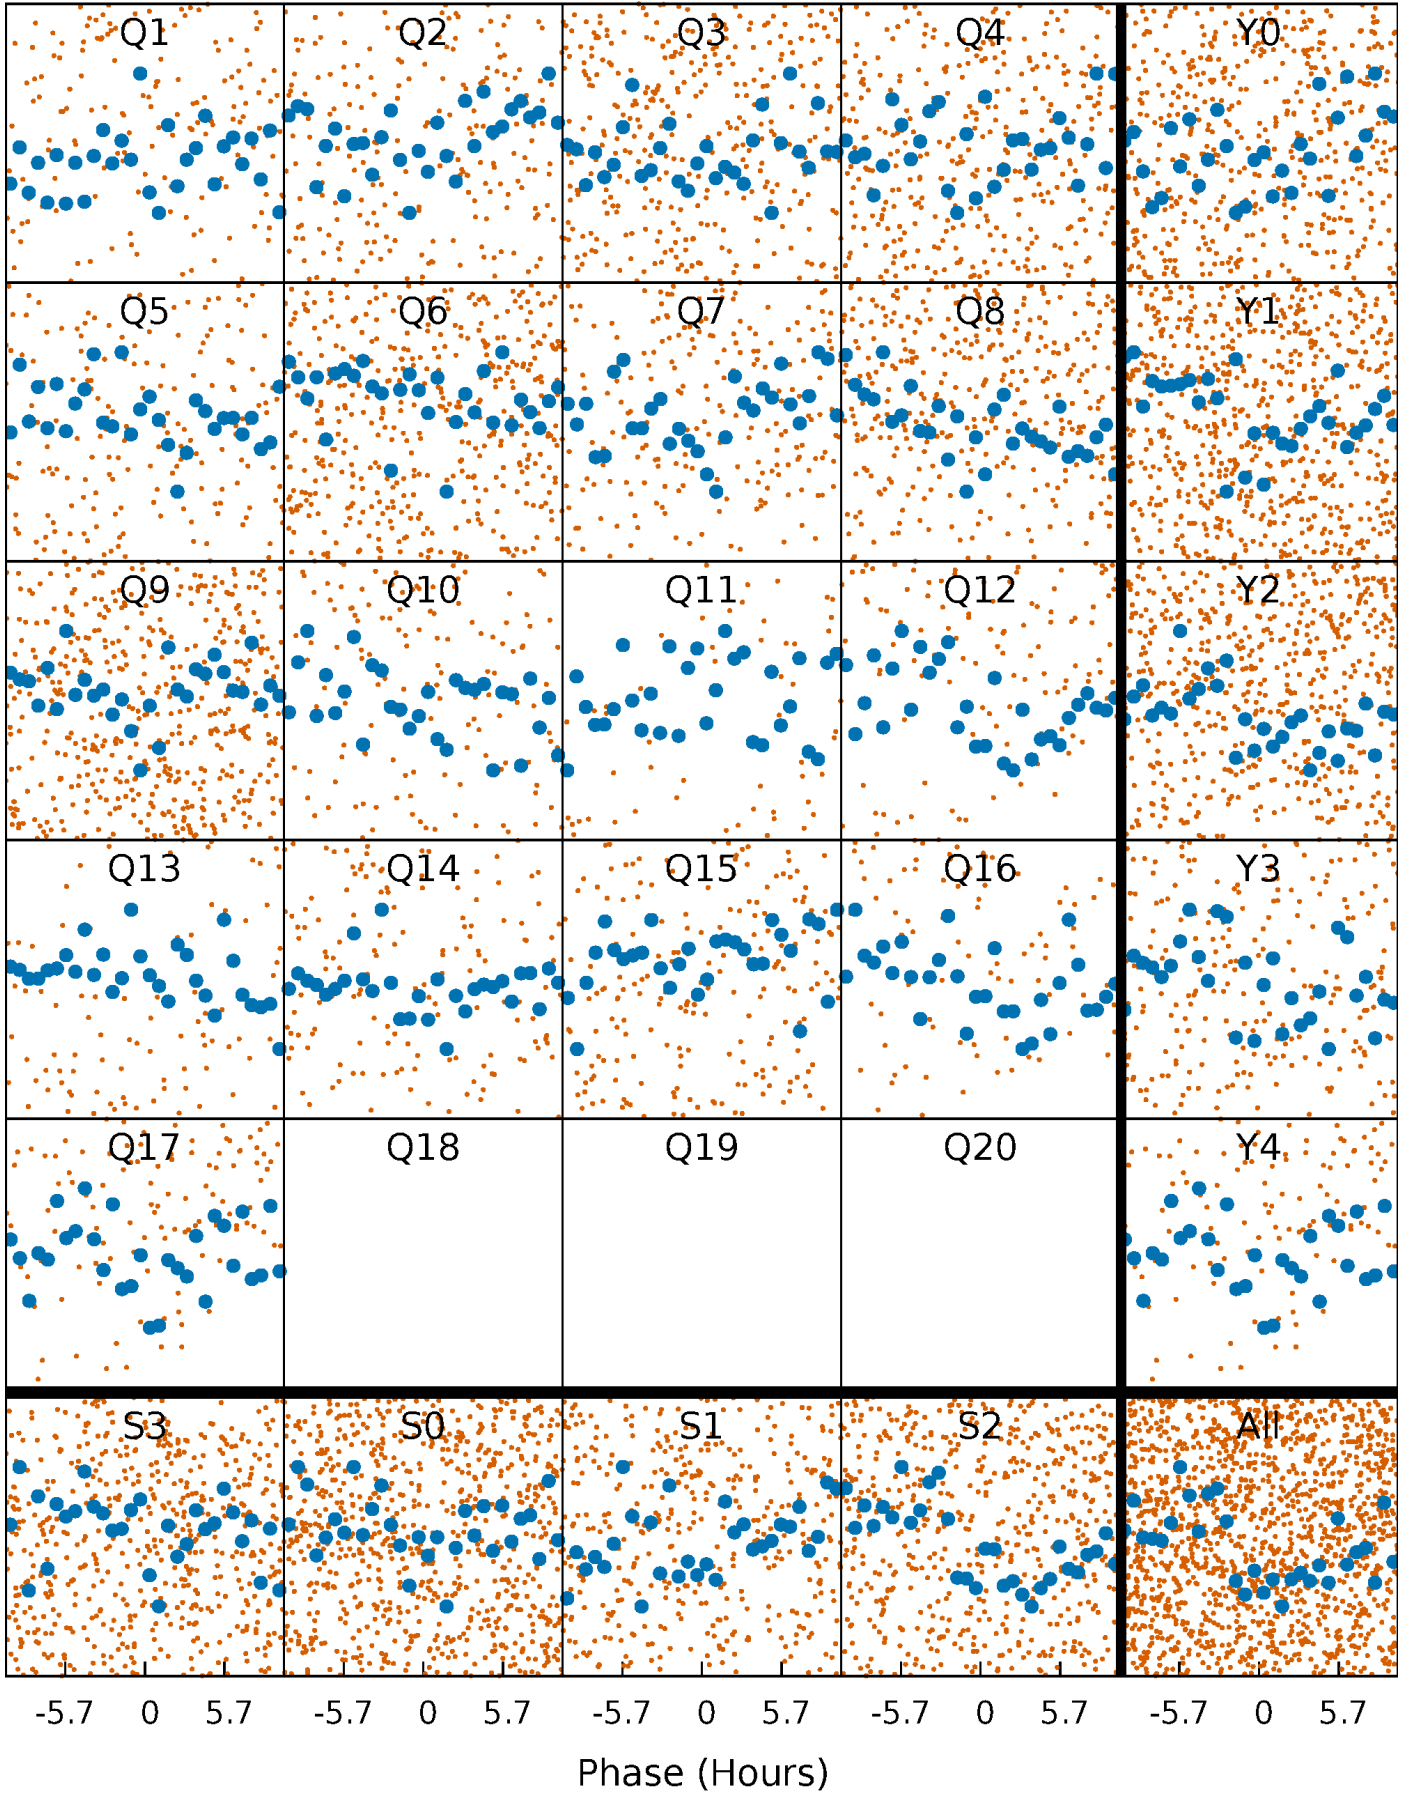 Q1 Q2 Q3 Q4 Y0
Q5 Q6 Q7 Q8 Y1
Q9 Q10 Q11 Q12 Y2
Q13 Q14 Q15 Q16 Y3
Q17 Q18 Q19 Q20 Y4
S3 S0 S1 S2 All
-5.7 0 5.7 -5.7 0 5.7 -5.7 0 5.7 -5.7 0 5.7 -5.7 0 5.7
Phase (Hours)